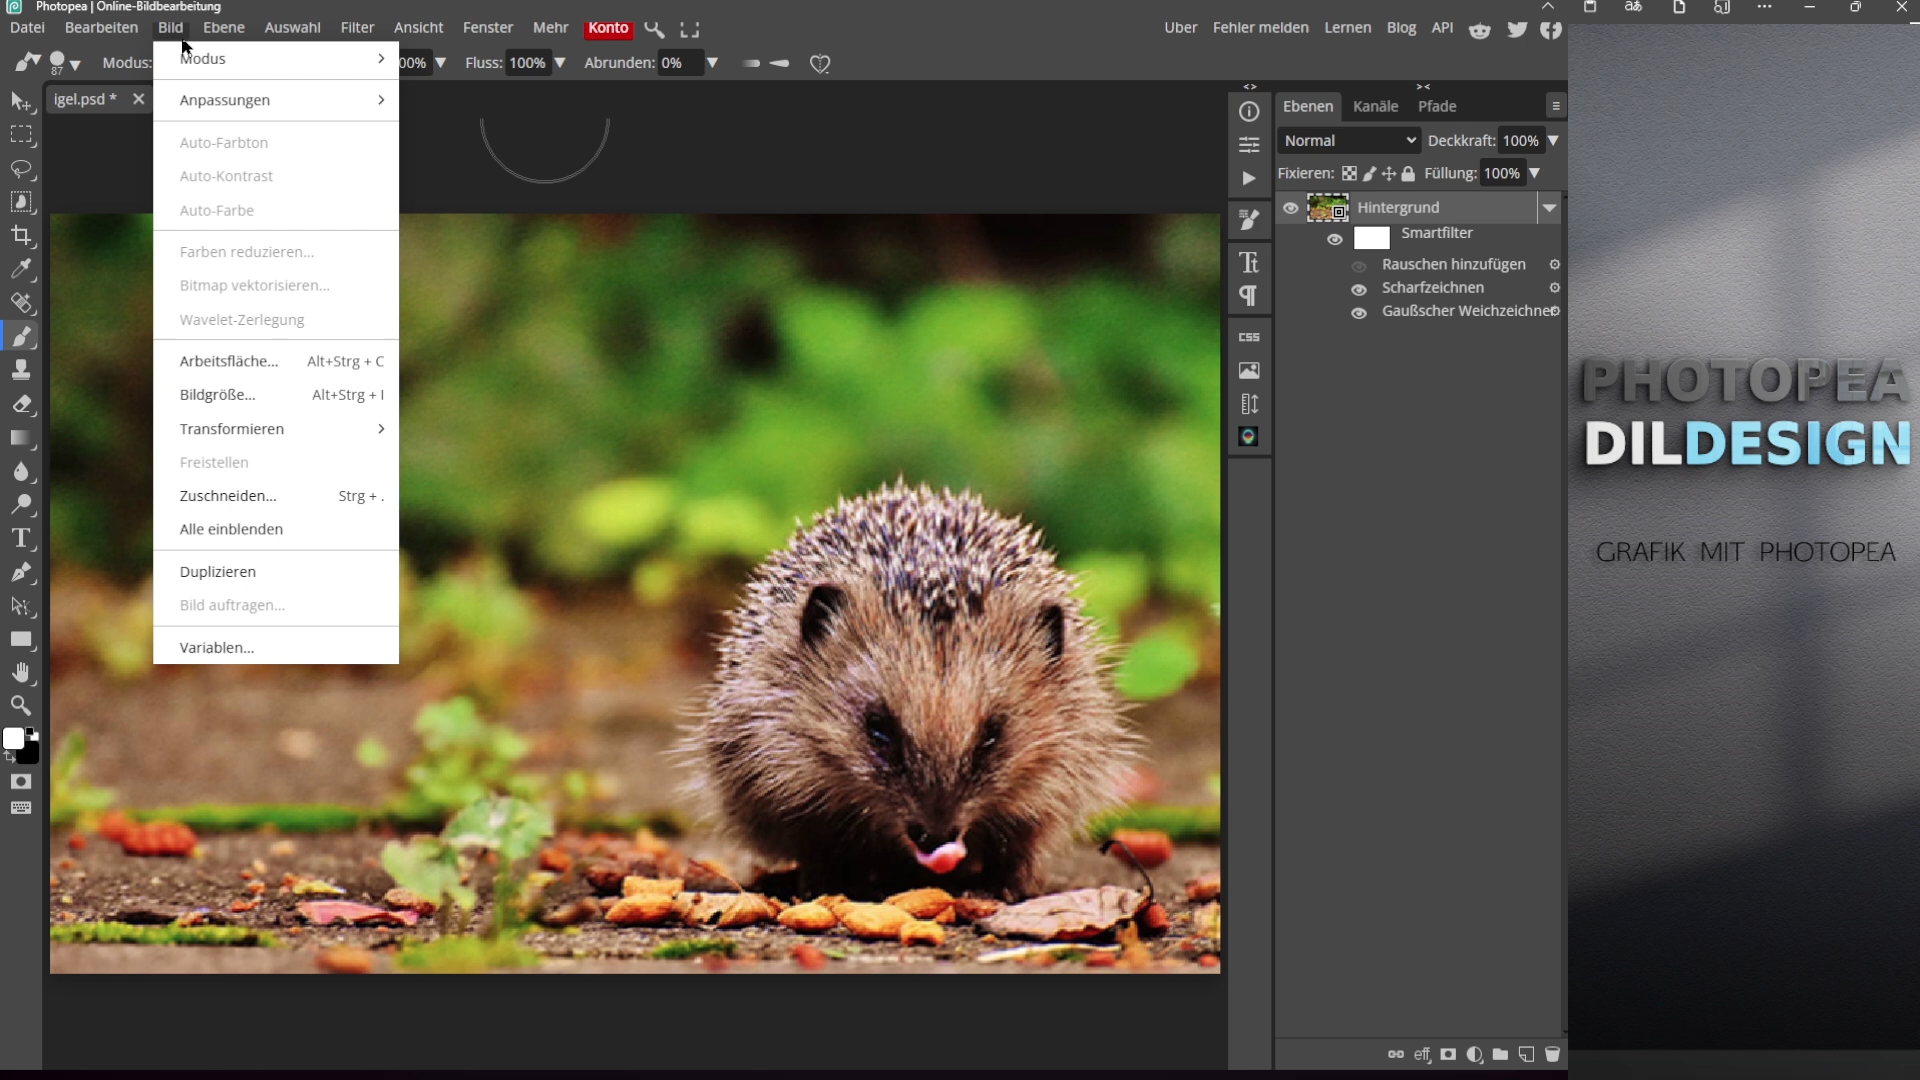 Photopea | Online-Bildbearbeitung
Datei Bearbeiten Bild Ebene Auswahl Filter Ansicht Fenster Mehr Konto Uber Fehler melden Lernen Blog API
87 Modus: 00% Fluss: 100% Abrunden: 0%
igel.psd *
Modus
Anpassungen
Auto-Farbton
Auto-Kontrast
Auto-Farbe
Farben reduzieren...
Bitmap vektorisieren...
Wavelet-Zerlegung
Arbeitsfläche... Alt+Strg + C
Bildgröße... Alt+Strg + I
Transformieren
Freistellen
Zuschneiden... Strg + .
Alle einblenden
Duplizieren
Bild auftragen...
Variablen...
CSS
Ebenen Kanäle Pfade
Normal Deckkraft: 100%
Fixieren: Füllung: 100%
Hintergrund
Smartfilter
Rauschen hinzufügen
Scharfzeichnen
Gaußscher Weichzeichner
eff
PHOTOPEA
DILDESIGN
GRAFIK MIT PHOTOPEA